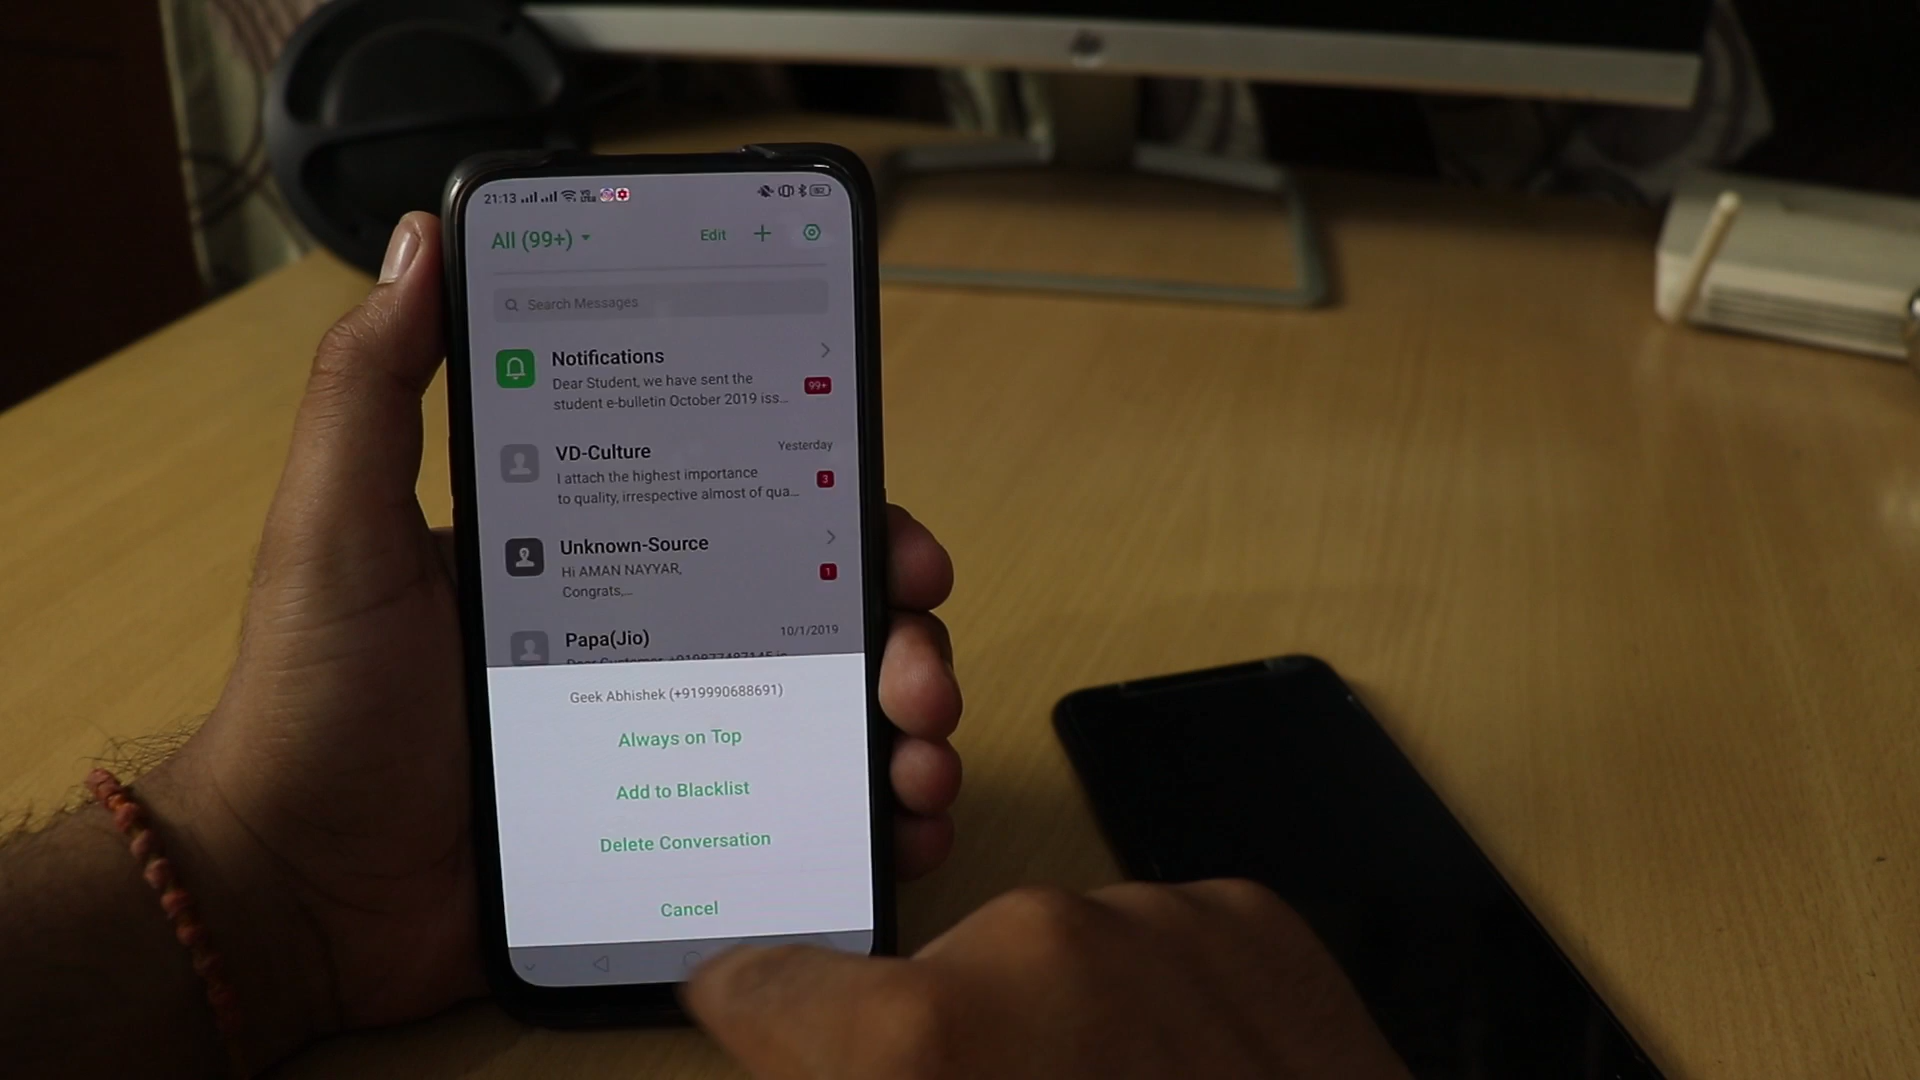 21:13
All (99+)
Edit
Search Messages
Notifications
Dear Student, we have sent the
student e-bulletin October 2019 iss...
99+
VD-Culture
Yesterday
I attach the highest importance
to quality, irrespective almost of qua...
3
Unknown-Source
Hi AMAN NAYYAR,
Congrats,...
1
Papa(Jio)
10/1/2019
Geek Abhishek (+919990688691)
Always on Top
Add to Blacklist
Delete Conversation
Cancel
hp